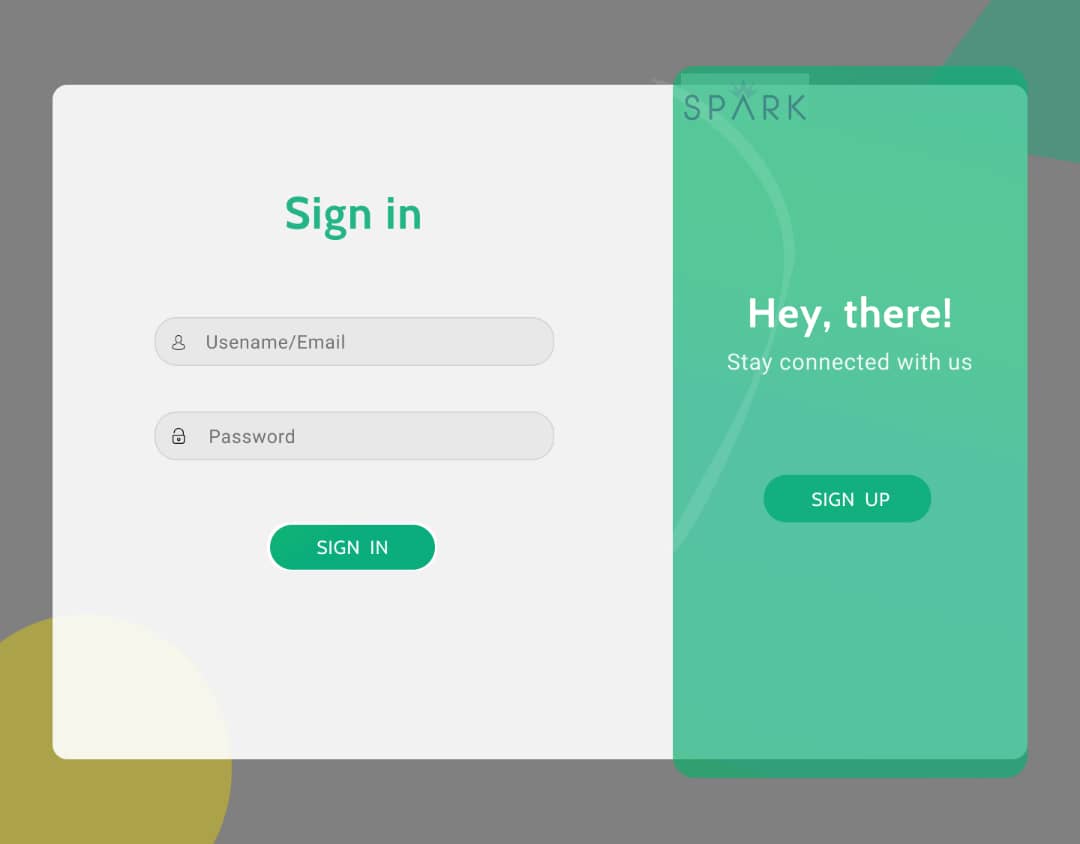 SPARK
Sign in
Usename/Email
Password
SIGN IN
Hey, there!
Stay connected with us
SIGN UP